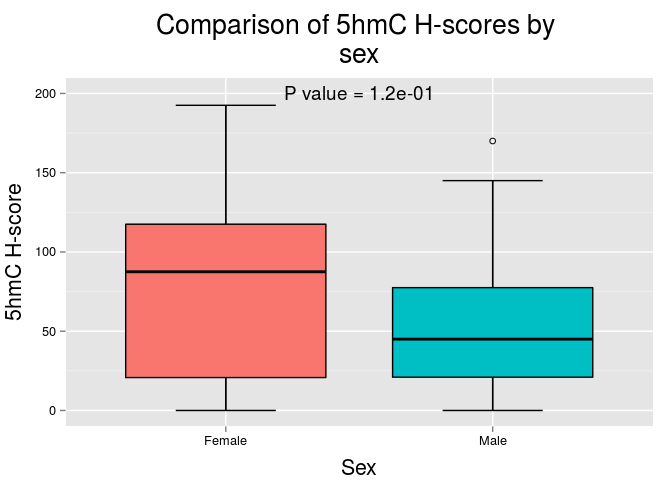 Comparison of 5hmC H-scores by
sex
P value = 1.2e-01
5hmC H-score
200
150
100
50
0
Female
Male
Sex